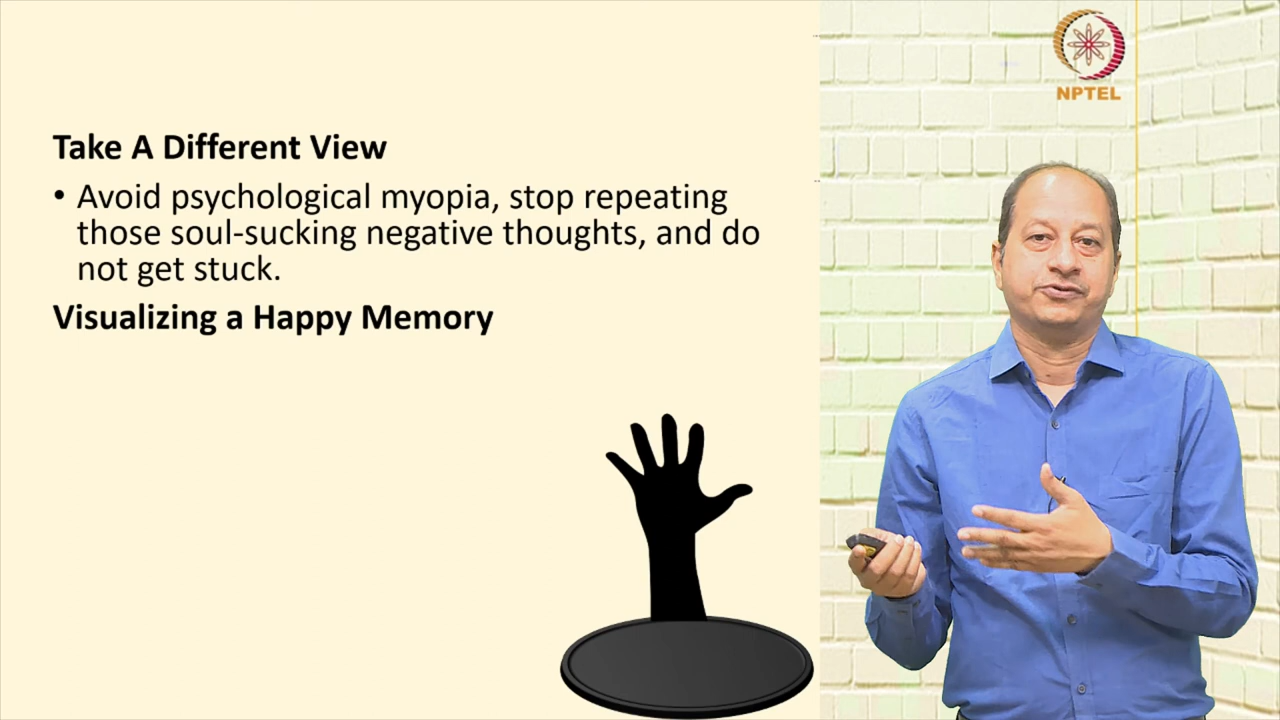 Take A Different View
• Avoid psychological myopia, stop repeating
those soul-sucking negative thoughts, and do
not get stuck.
Visualizing a Happy Memory
NPTEL